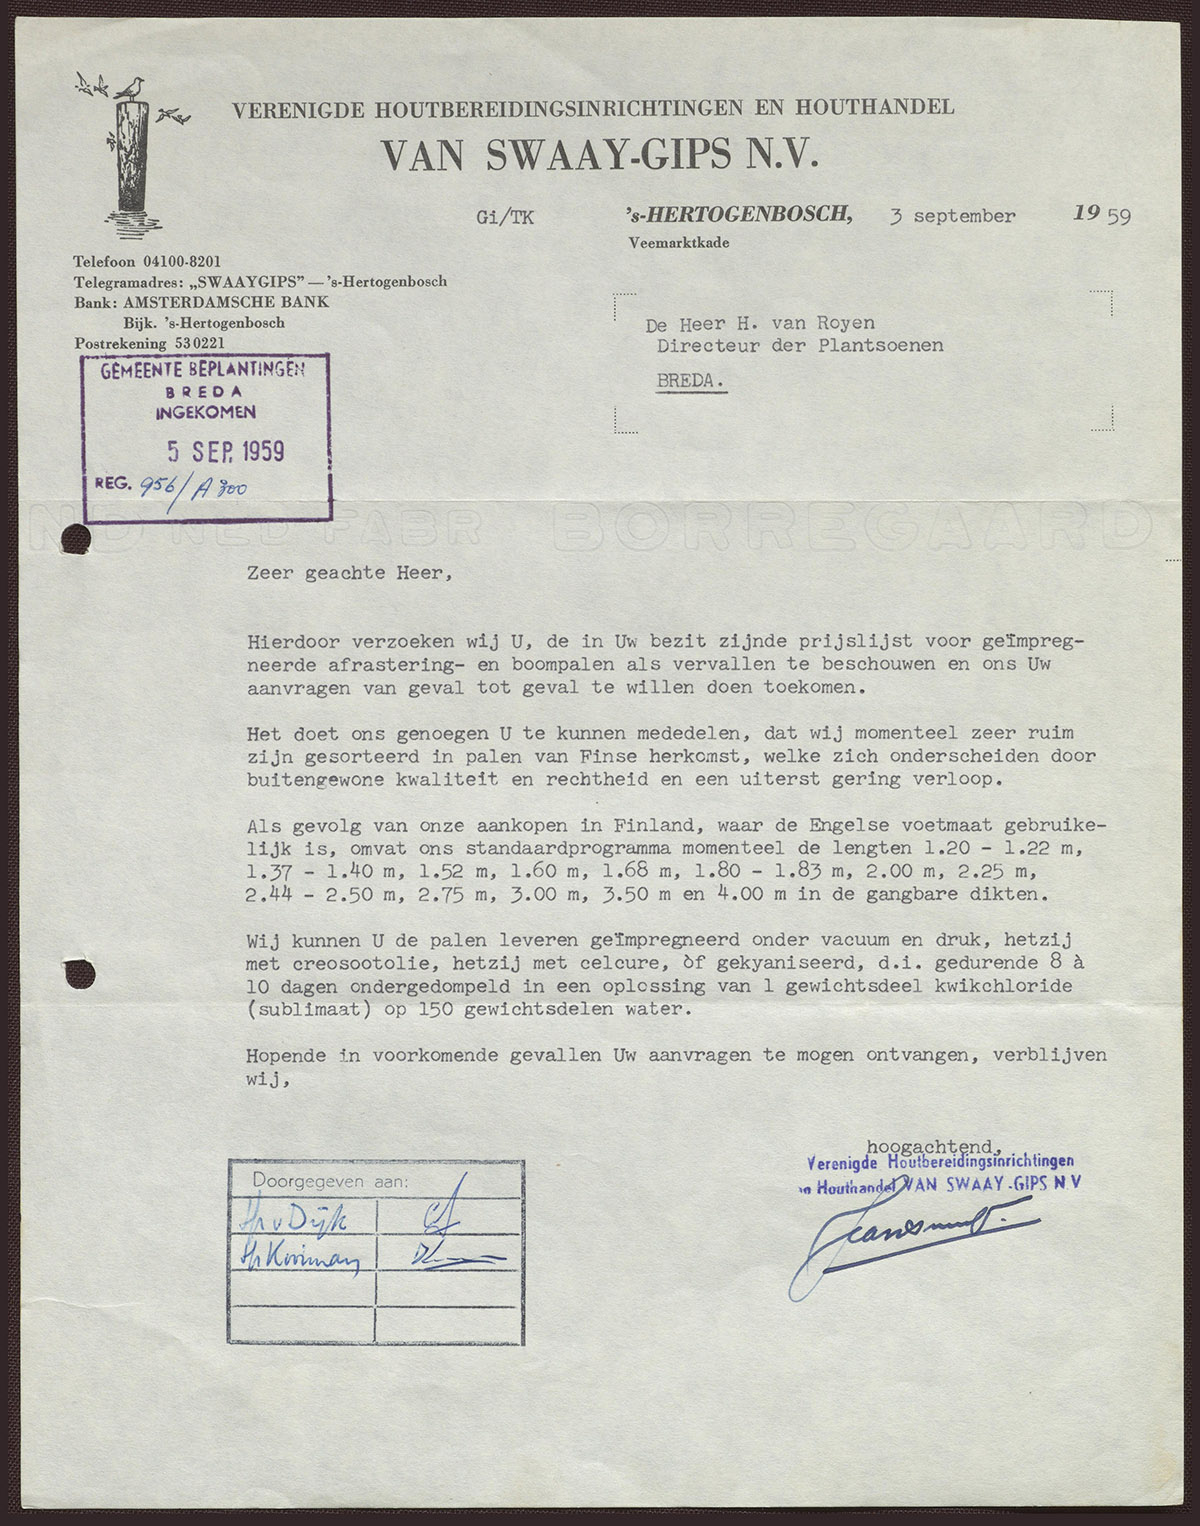 VERENIGDE HOUTBEREIDINGSINRICHTINGEN EN HOUTHANDEL
VAN SWAAY-GIPS N.V.
Gi/TK 's-HERTOGENBOSCH, 3 september 1959
Veemarktkade
Telefoon 04100-8201
Telegramadres: „SWAAYGIPS” — 's-Hertogenbosch
Bank: AMSTERDAMSCHE BANK
Bijk. 's-Hertogenbosch
Postrekening 530221
De Heer H. van Royen
Directeur der Plantsoenen
BREDA.
GEMEENTE BEPLANTINGEN
BREDA
INGEKOMEN
5 SEP. 1959
REG. 956/A 300
ND NED FABR BORREGAARD
Zeer geachte Heer,
Hierdoor verzoeken wij U, de in Uw bezit zijnde prijslijst voor geïmpreg-
neerde afrastering- en boompalen als vervallen te beschouwen en ons Uw
aanvragen van geval tot geval te willen doen toekomen.
Het doet ons genoegen U te kunnen mededelen, dat wij momenteel zeer ruim
zijn gesorteerd in palen van Finse herkomst, welke zich onderscheiden door
buitengewone kwaliteit en rechtheid en een uiterst gering verloop.
Als gevolg van onze aankopen in Finland, waar de Engelse voetmaat gebruike-
lijk is, omvat ons standaardprogramma momenteel de lengten 1.20 - 1.22 m,
1.37 - 1.40 m, 1.52 m, 1.60 m, 1.68 m, 1.80 - 1.83 m, 2.00 m, 2.25 m,
2.44 - 2.50 m, 2.75 m, 3.00 m, 3.50 m en 4.00 m in de gangbare dikten.
Wij kunnen U de palen leveren geïmpregneerd onder vacuum en druk, hetzij
met creosootolie, hetzij met celcure, òf gekyaniseerd, d.i. gedurende 8 à
10 dagen ondergedompeld in een oplossing van 1 gewichtsdeel kwikchloride
(sublimaat) op 150 gewichtsdelen water.
Hopende in voorkomende gevallen Uw aanvragen te mogen ontvangen, verblijven
wij,
hoogachtend,
Verenigde Houtbereidingsinrichtingen
en Houthandel VAN SWAAY-GIPS N V
Doorgegeven aan:
Hr v Dijk
Hr Kooiman